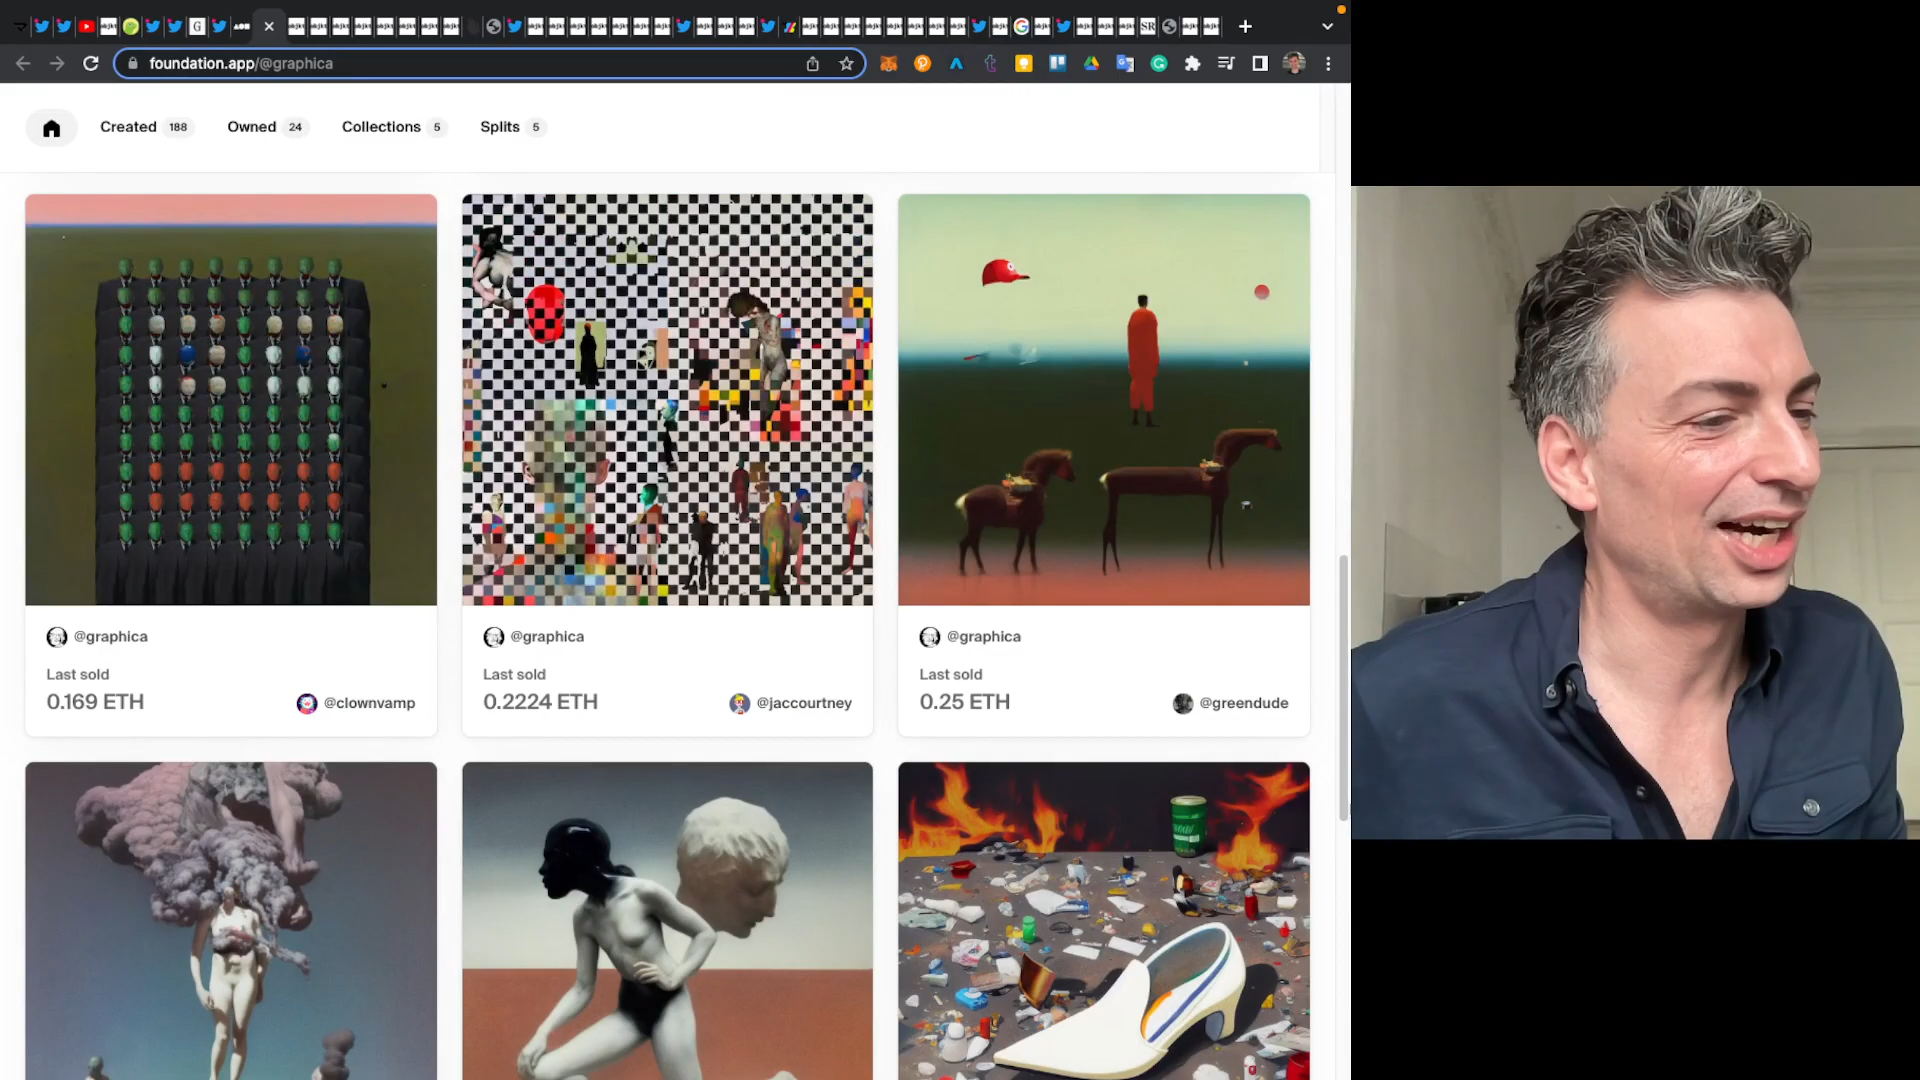 G
SR
foundation.app/@graphica
Created 188
Owned 24
Collections 5
Splits 5
@graphica
Last sold
0.169 ETH
@clownvamp
@graphica
Last sold
0.2224 ETH
@jaccourtney
@graphica
Last sold
0.25 ETH
@greendude